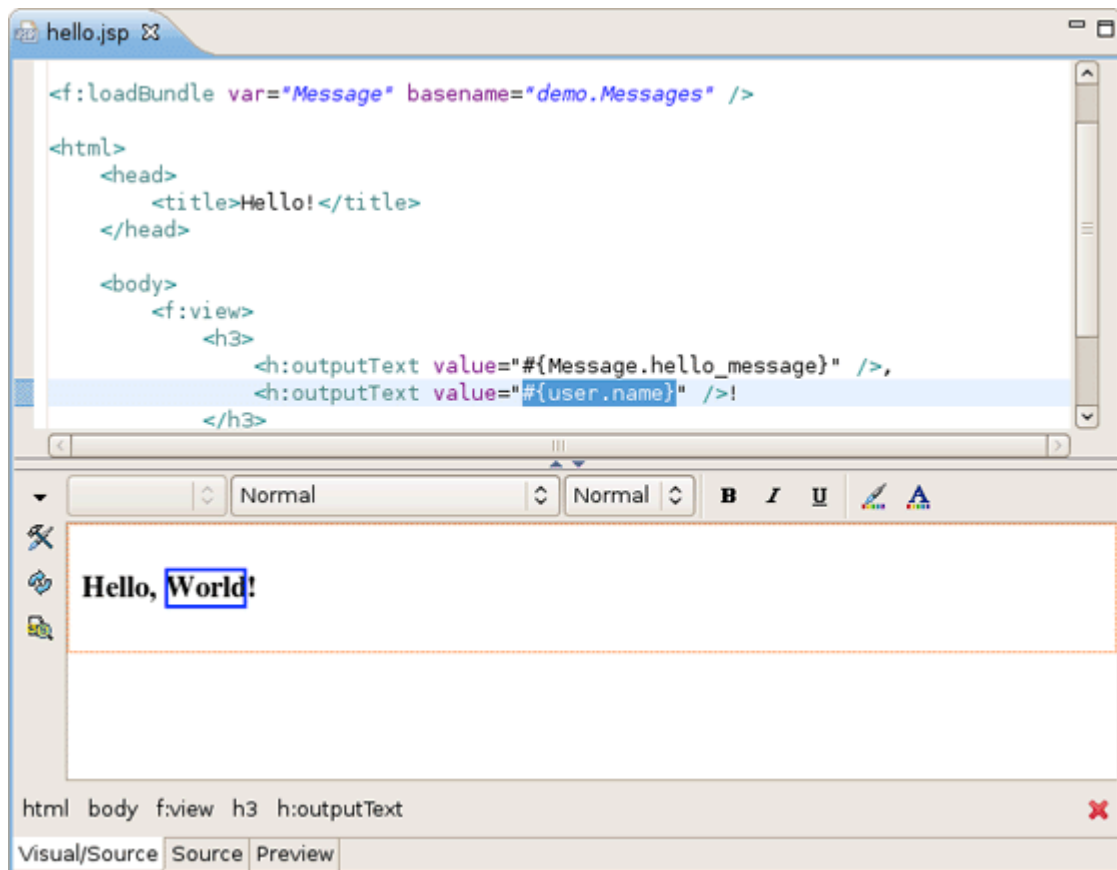 hello.jsp
<f:loadBundle var="Message" basename="demo.Messages" />
<html>
<head>
<title>Hello!</title>
</head>
<body>
<f:view>
<h3>
<h:outputText value="#{Message.hello_message}" />,
<h:outputText value="#{user.name}" />!
</h3>
Normal Normal B I U A
Hello, World!
html body f:view h3 h:outputText
Visual/Source Source Preview